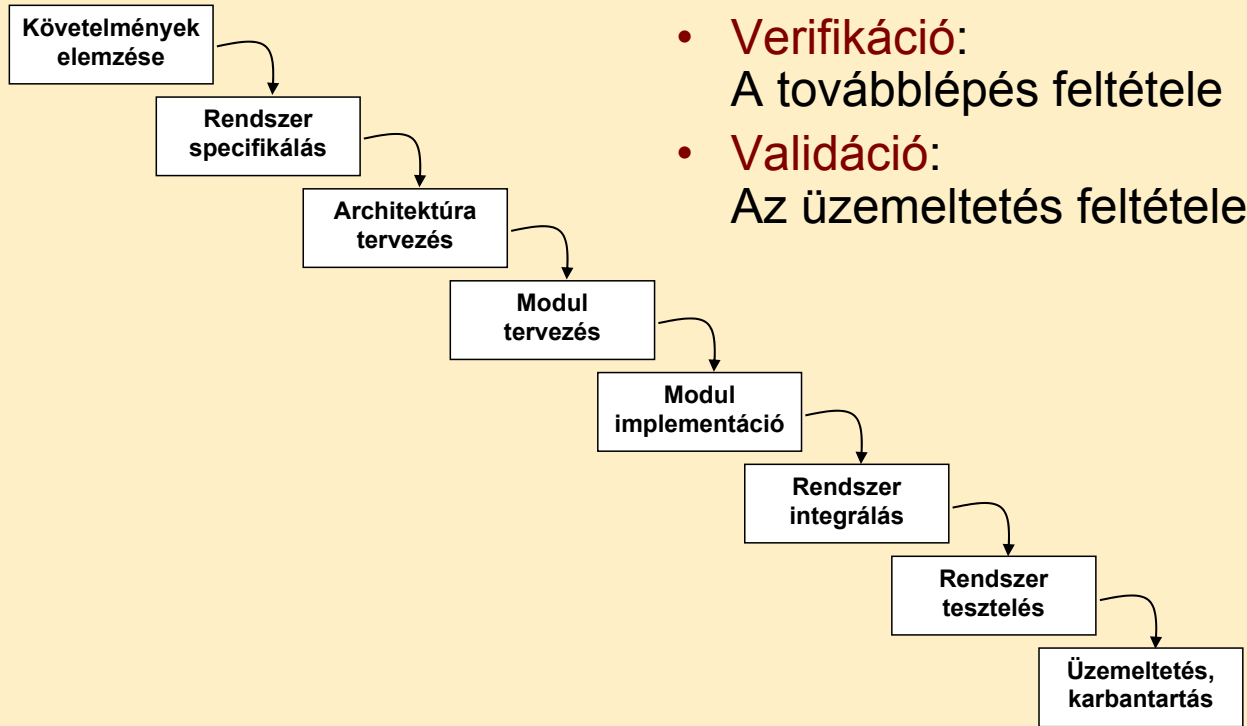 Követelmények
elemzése
Rendszer
specifikálás
Architektúra
tervezés
Modul
tervezés
Modul
implementáció
Rendszer
integrálás
Rendszer
tesztelés
Üzemeltetés,
karbantartás
• Verifikáció:
A továbblépés feltétele
• Validáció:
Az üzemeltetés feltétele